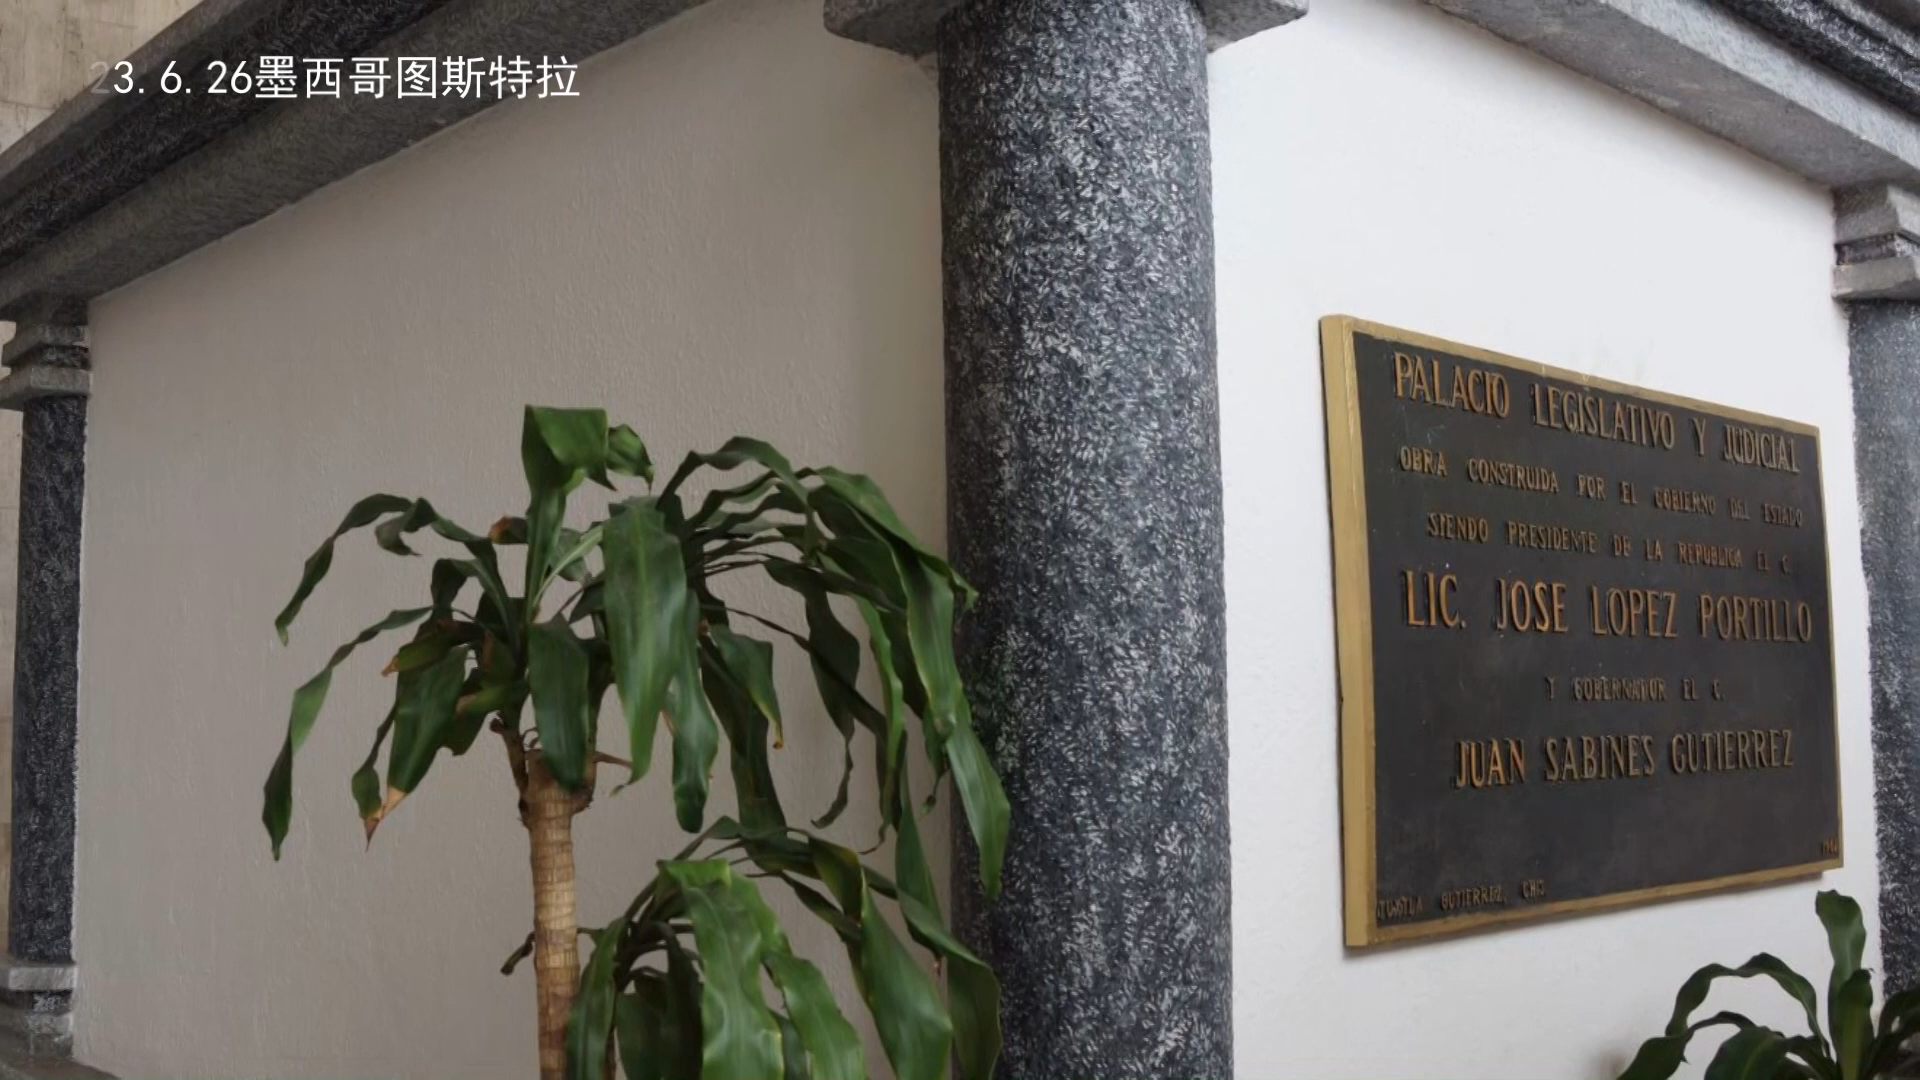 23.6.26墨西哥图斯特拉
PALACIO LEGISLATIVO Y JUDICIAL
OBRA CONSTRUIDA POR EL GOBIERNO DEL ESTADO
SIENDO PRESIDENTE DE LA REPUBLICA EL C.
LIC. JOSE LOPEZ PORTILLO
Y GOBERNADOR EL C.
JUAN SABINES GUTIERREZ
TUXTLA GUTIERREZ, CHIS